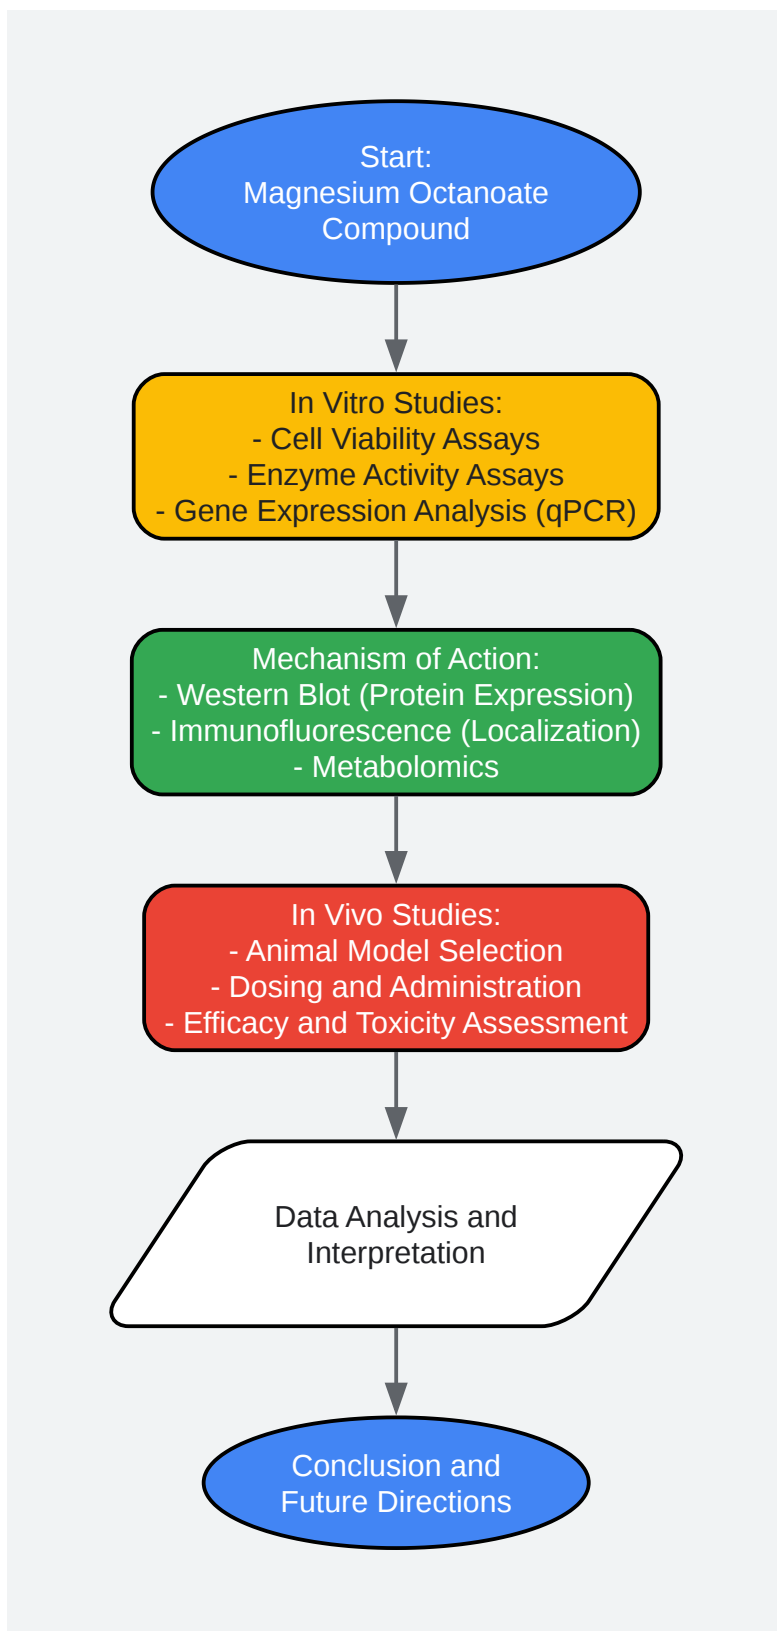 Start:
Magnesium Octanoate
Compound
In Vitro Studies:
- Cell Viability Assays
- Enzyme Activity Assays
- Gene Expression Analysis (qPCR)
Mechanism of Action:
- Western Blot (Protein Expression)
- Immunofluorescence (Localization)
- Metabolomics
In Vivo Studies:
- Animal Model Selection
- Dosing and Administration
- Efficacy and Toxicity Assessment
Data Analysis and
Interpretation
Conclusion and
Future Directions